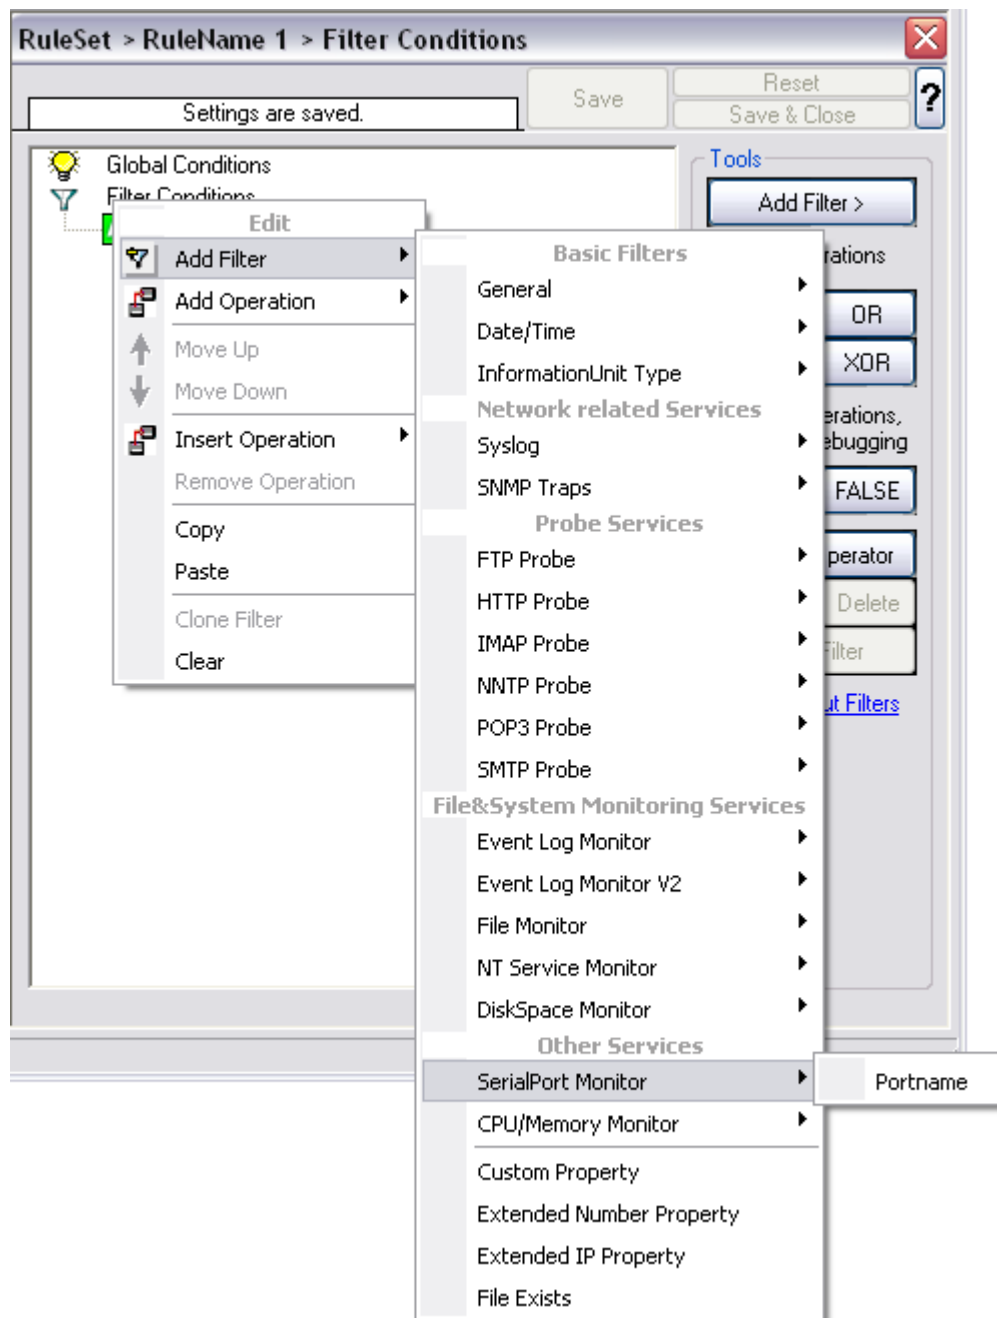 RuleSet > RuleName 1 > Filter Conditions
Settings are saved.
Save
Reset
Save & Close
?
Global Conditions
Filter Conditions
Tools
Add Filter >
rations
OR
XOR
erations,
ebugging
FALSE
perator
Delete
Filter
ut Filters
Edit
Add Filter
Add Operation
Move Up
Move Down
Insert Operation
Remove Operation
Copy
Paste
Clone Filter
Clear
Basic Filters
General
Date/Time
InformationUnit Type
Network related Services
Syslog
SNMP Traps
Probe Services
FTP Probe
HTTP Probe
IMAP Probe
NNTP Probe
POP3 Probe
SMTP Probe
File&System Monitoring Services
Event Log Monitor
Event Log Monitor V2
File Monitor
NT Service Monitor
DiskSpace Monitor
Other Services
SerialPort Monitor
Portname
CPU/Memory Monitor
Custom Property
Extended Number Property
Extended IP Property
File Exists